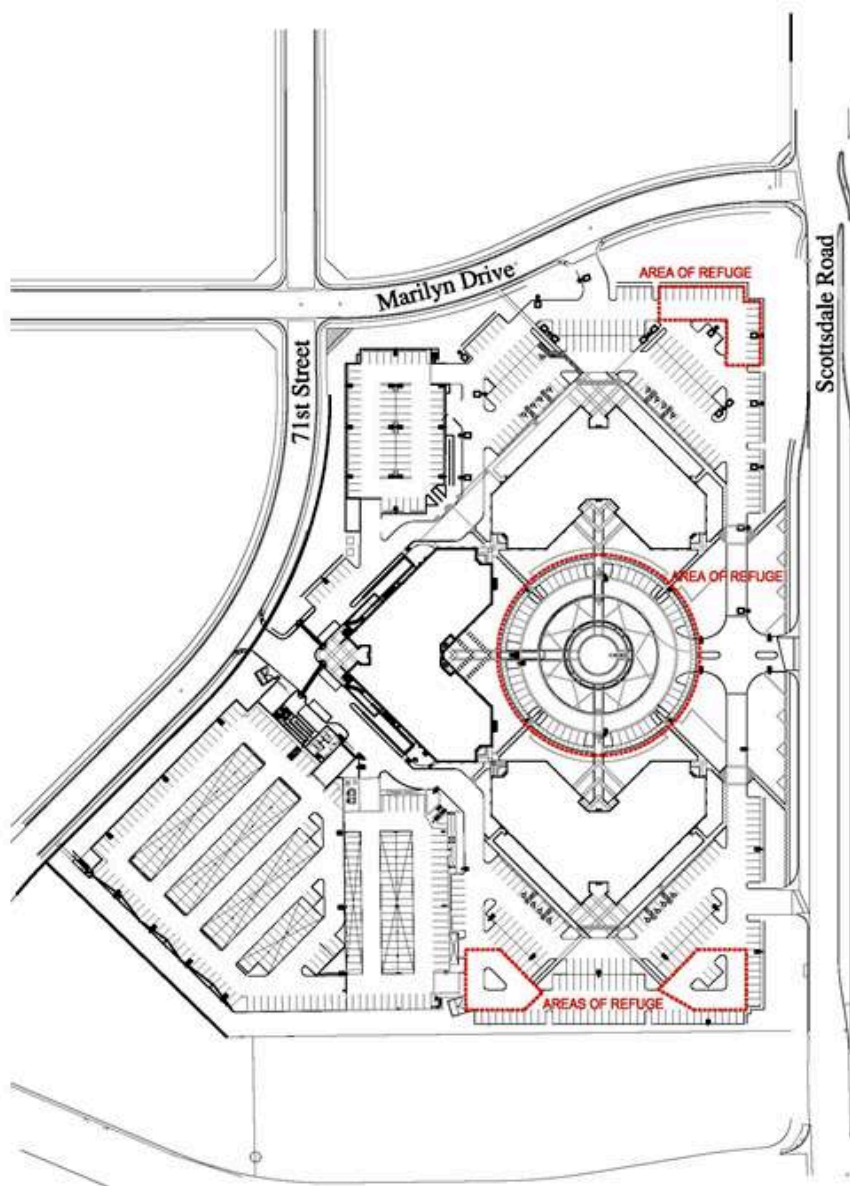 AREA OF REFUGE
Marilyn Drive
Scottsdale Road
71st Street
AREA OF REFUGE
AREAS OF REFUGE